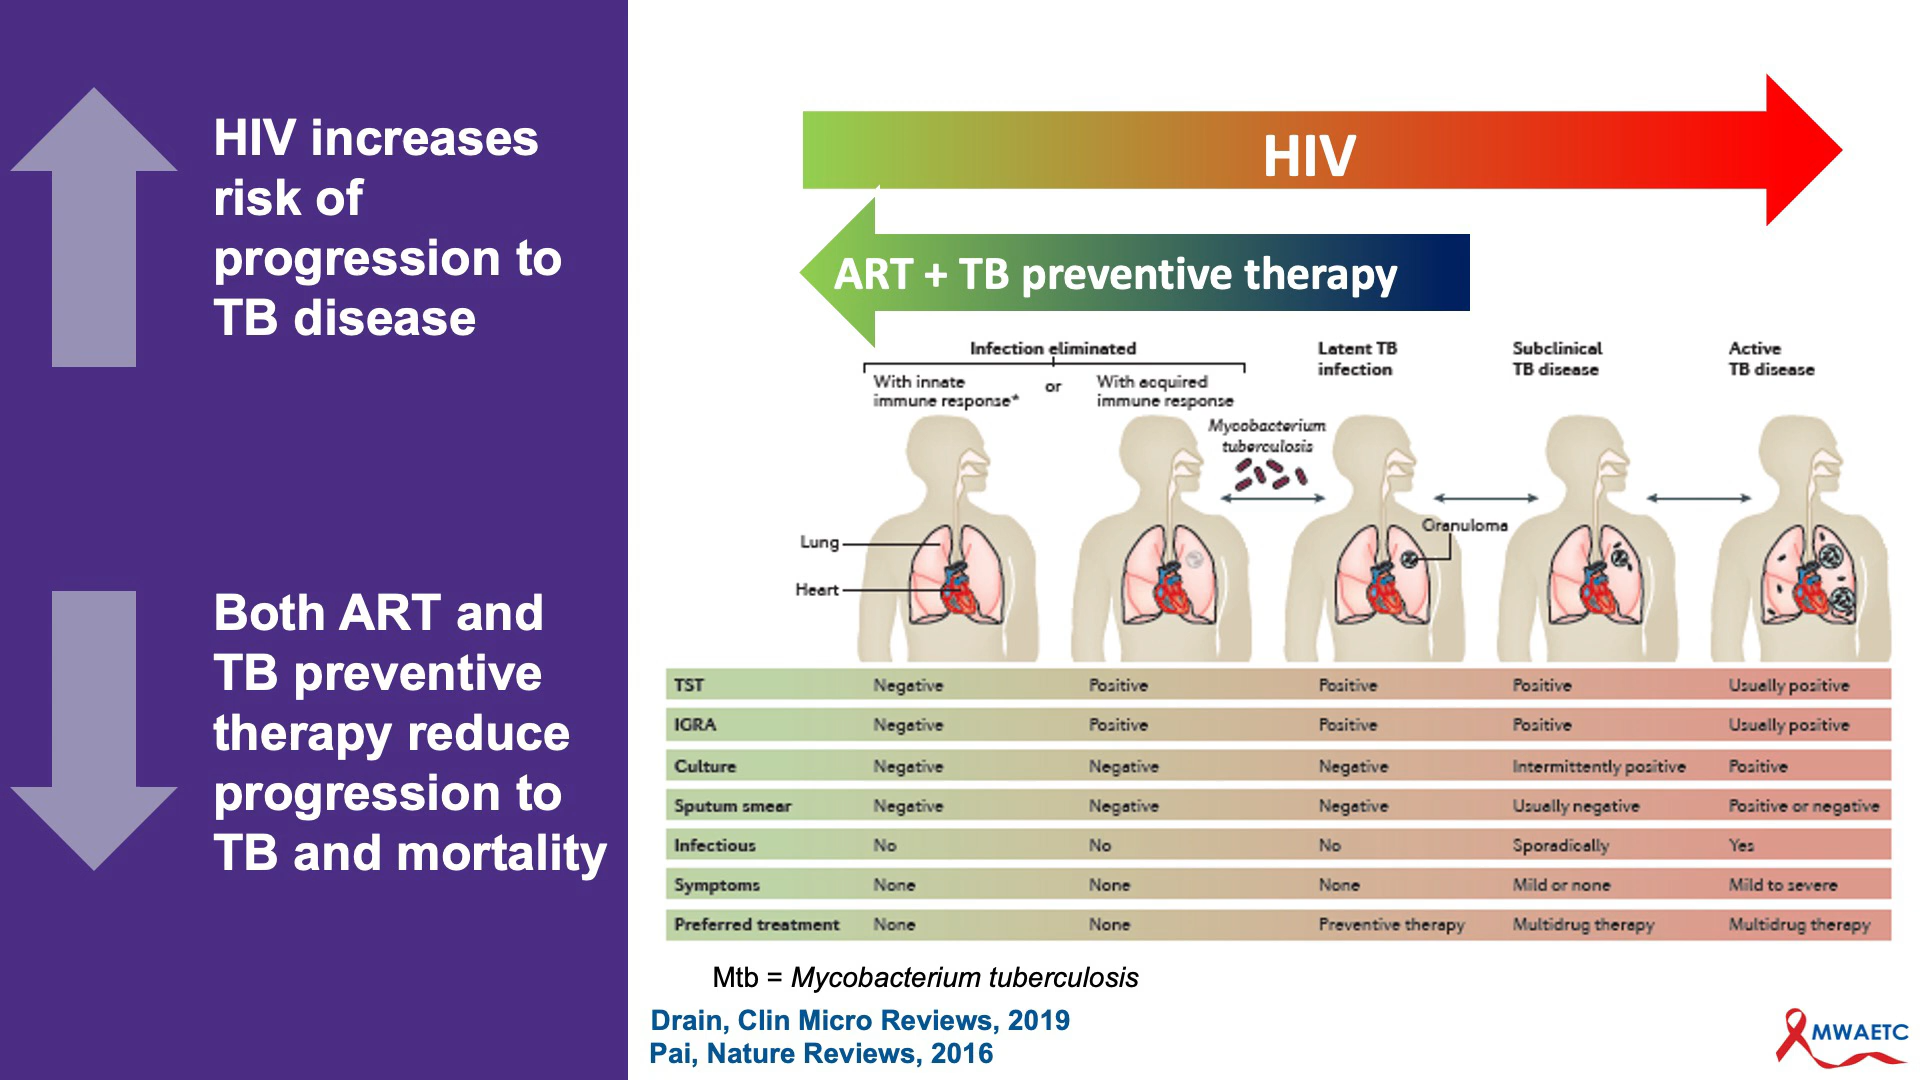 HIV increases
risk of
progression to
TB disease
Both ART and
TB preventive
therapy reduce
progression to
TB and mortality
HIV
ART + TB preventive therapy
Infection eliminated
With innate
immune response*
or
With acquired
immune response
Latent TB
infection
Subclinical
TB disease
Active
TB disease
Mycobacterium
tuberculosis
Granuloma
Lung
Heart
TST Negative Positive Positive Positive Usually positive
IGRA Negative Positive Positive Positive Usually positive
Culture Negative Negative Negative Intermittently positive Positive
Sputum smear Negative Negative Negative Usually negative Positive or negative
Infectious No No No Sporadically Yes
Symptoms None None None Mild or none Mild to severe
Preferred treatment None None Preventive therapy Multidrug therapy Multidrug therapy
Mtb = Mycobacterium tuberculosis
Drain, Clin Micro Reviews, 2019
Pai, Nature Reviews, 2016
MWAETC